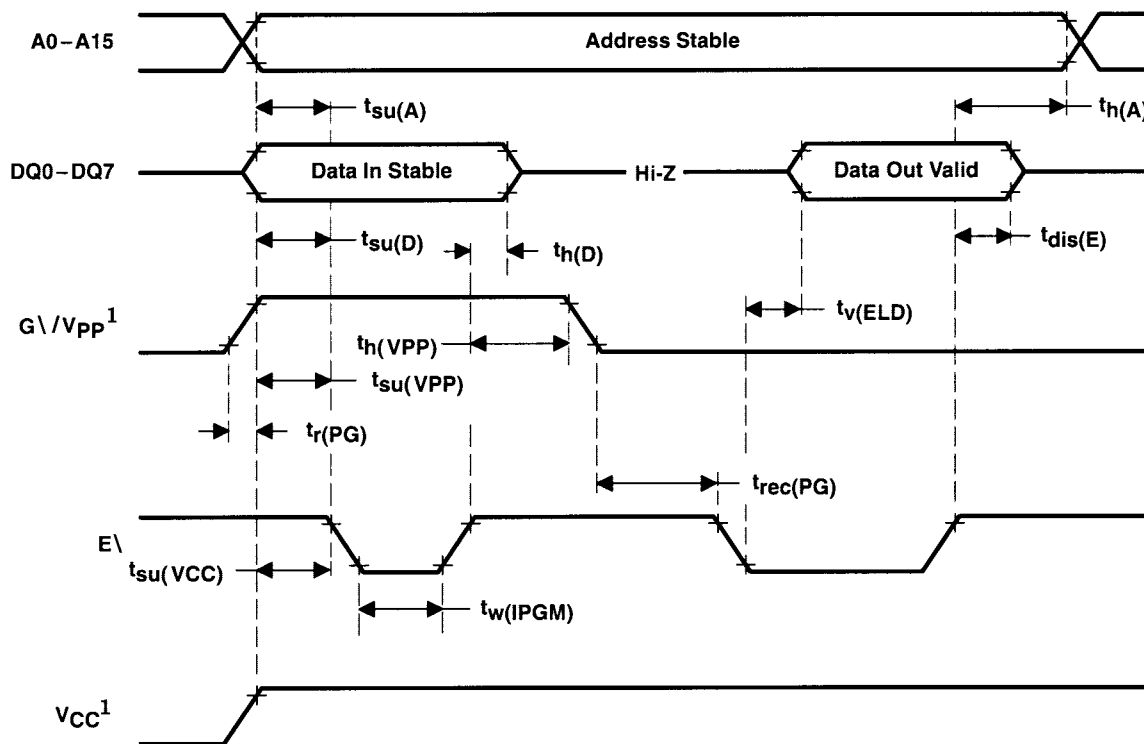 A0–A15
Address Stable
tsu(A)
th(A)
DQ0–DQ7
Data In Stable
Hi-Z
Data Out Valid
tsu(D)
th(D)
tdis(E)
G\ /VPP1
tv(ELD)
th(VPP)
tsu(VPP)
tr(PG)
trec(PG)
E\
tsu(VCC)
tw(IPGM)
VCC1